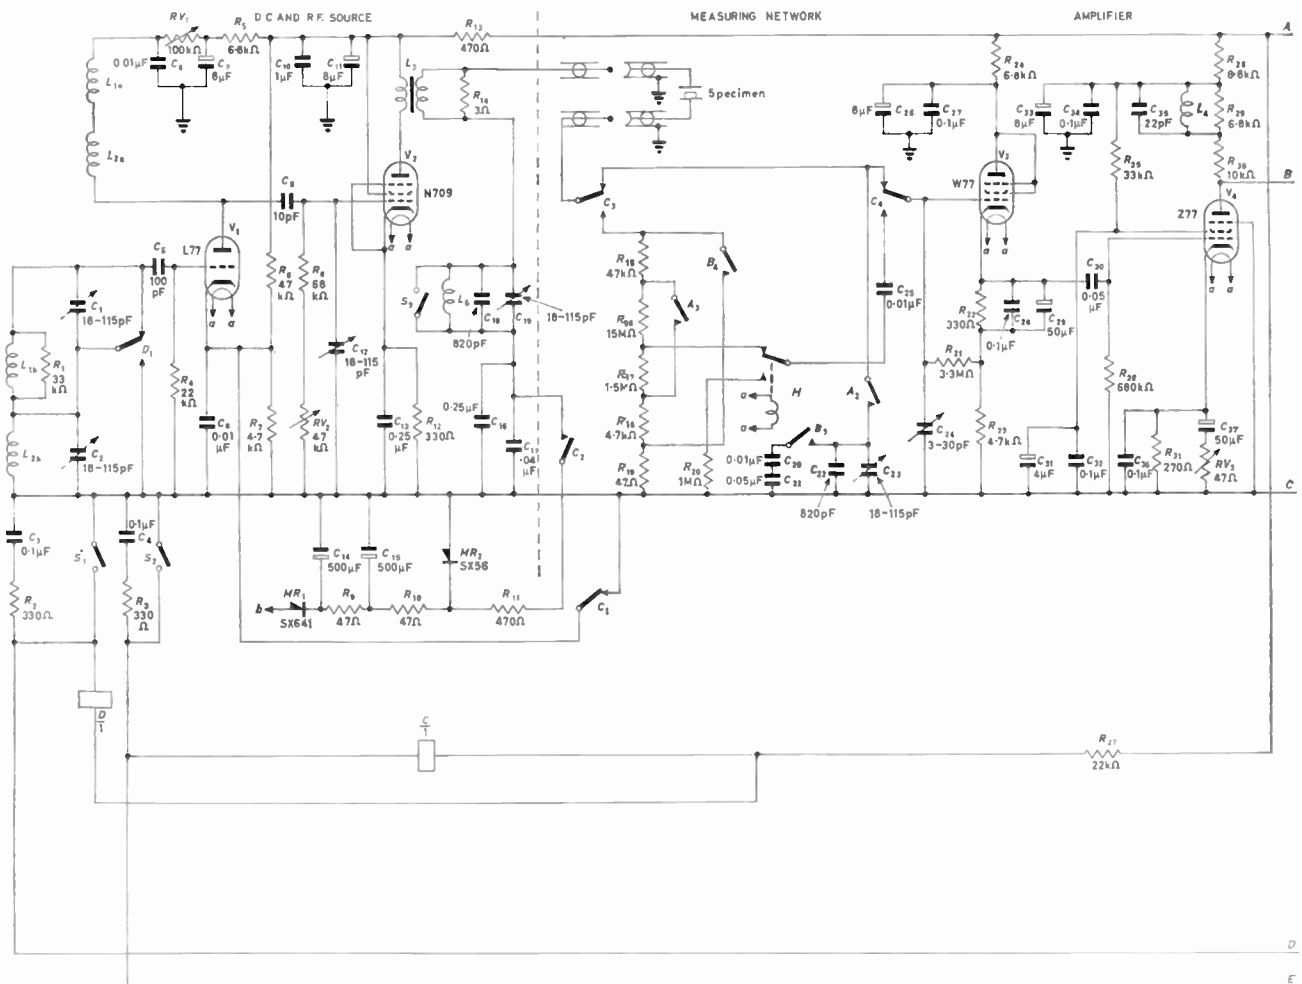 D C AND R.F. SOURCE
MEASURING NETWORK
AMPLIFIER
RV₁
100kΩ
R₅
6·8kΩ
R₁₃
470Ω
A
0.01µF
C₆
C₇
8µF
C₁₀
1µF
C₁₁
8µF
L₃
R₁₄
3Ω
Specimen
R₂₄
6·8kΩ
8µF
C₂₆
C₂₇
0·1µF
C₃₃
8µF
C₃₄
0·1µF
C₃₅
22pF
L₄
R₂₈
6·8kΩ
R₂₉
6·8kΩ
R₃₀
10kΩ
R₂₅
33kΩ
B
L₁ₐ
L₂ₐ
V₂
N709
C₈
10pF
V₁
L77
C₅
100
pF
a
a
a
a
C₃
C₄
V₃
W77
a
a
V₄
Z77
a
a
C₁
18-115pF
D₁
R₆
47
kΩ
R₈
68
kΩ
C₁₂
18-115
pF
S₃
L₅
C₁₈
820pF
C₁₉
18-115pF
R₁₅
47kΩ
B₄
A₃
R₁₆
15MΩ
R₁₇
1·5MΩ
R₁₈
4·7kΩ
R₁₉
47Ω
C₂₅
0·01µF
H
a
a
A₂
B₃
R₂₀
1MΩ
0·01µF
C₂₀
0·05µF
C₂₁
C₂₂
820pF
C₂₃
18-115pF
R₂₁
3·3MΩ
C₂₄
3-30pF
R₂₂
330Ω
C₂₈
0·1µF
C₂₉
50µF
C₃₀
0·05
µF
R₂₃
4·7kΩ
R₂₆
680kΩ
C₃₁
4µF
C₃₂
0·1µF
C₃₆
0·1µF
R₃₁
270Ω
C₃₇
50µF
RV₃
47Ω
C
L₁b
R₁
33
kΩ
L₂b
C₂
18-115pF
R₄
22
kΩ
C₈
0·01
µF
R₇
4·7
kΩ
RV₂
47
kΩ
C₁₃
0·25
µF
R₁₂
330Ω
0·25µF
C₁₆
C₁₇
·04
µF
C₂
C₃
0·1µF
S₁
0·1µF
C₄
S₂
R₂
330Ω
R₃
330
Ω
C₁₄
500µF
C₁₅
500µF
MR₂
SX56
b
MR₁
SX641
R₉
47Ω
R₁₀
47Ω
R₁₁
470Ω
C₁
D
1
C
1
R₂₇
22kΩ
D
E